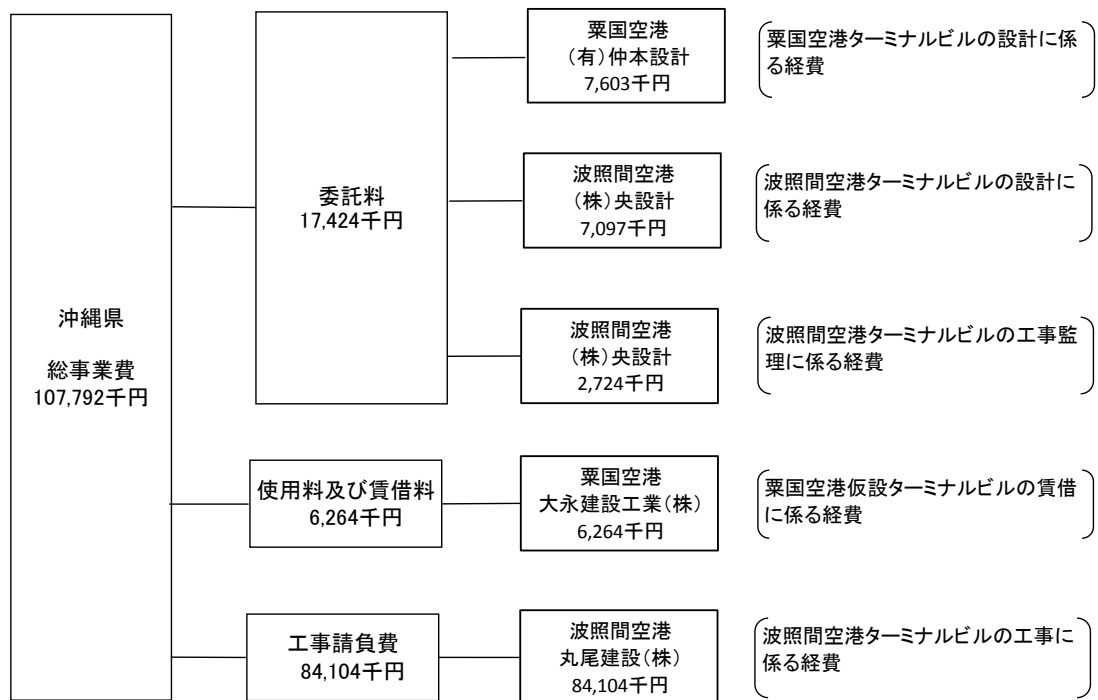 沖縄県
総事業費
107,792千円
委託料
17,424千円
粟国空港
（有）仲本設計
7,603千円
粟国空港ターミナルビルの設計に係
る経費
波照間空港
（株）央設計
7,097千円
波照間空港ターミナルビルの設計に
係る経費
波照間空港
（株）央設計
2,724千円
波照間空港ターミナルビルの工事監
理に係る経費
使用料及び賃借料
6,264千円
粟国空港
大永建設工業（株）
6,264千円
粟国空港仮設ターミナルビルの賃借
に係る経費
工事請負費
84,104千円
波照間空港
丸尾建設（株）
84,104千円
波照間空港ターミナルビルの工事に
係る経費